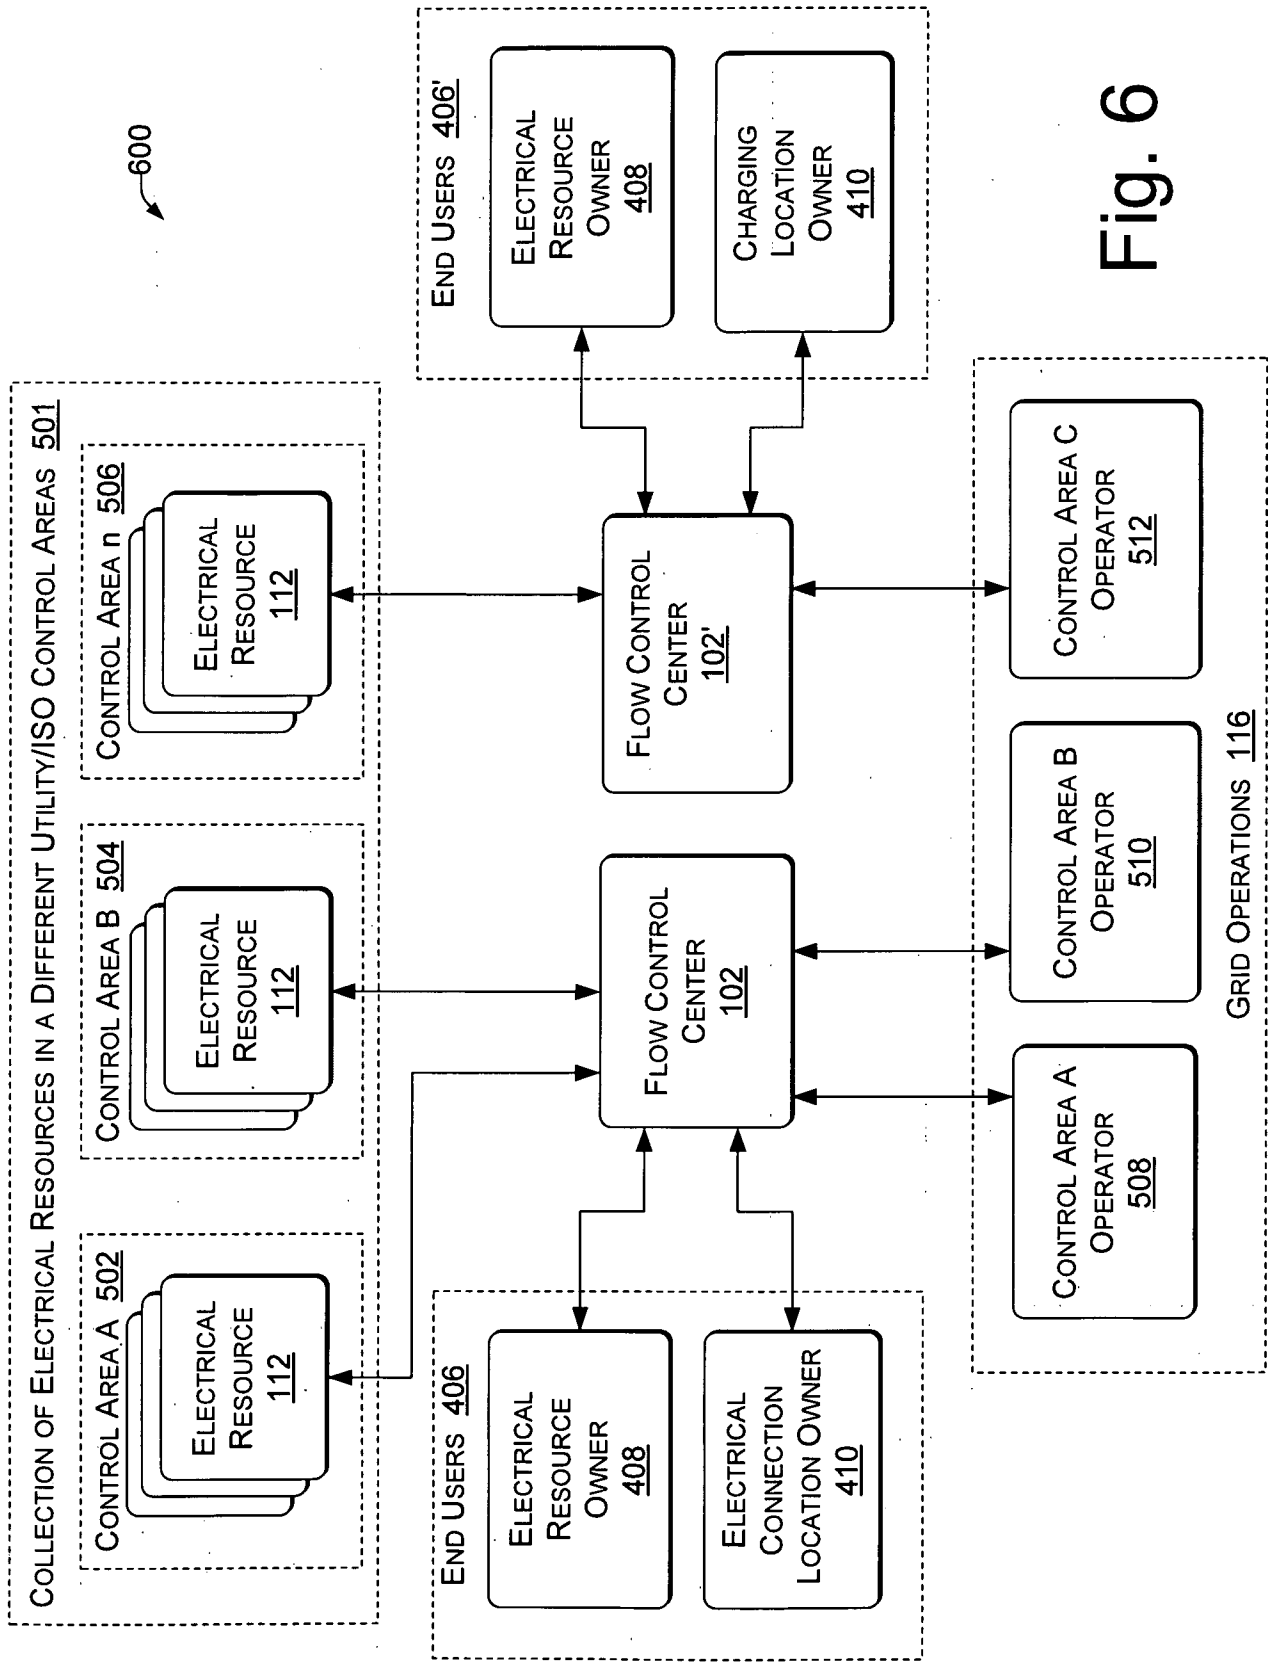 600
COLLECTION OF ELECTRICAL RESOURCES IN A DIFFERENT UTILITY/ISO CONTROL AREAS 501
CONTROL AREA A 502
ELECTRICAL
RESOURCE
112
CONTROL AREA B 504
ELECTRICAL
RESOURCE
112
CONTROL AREA n 506
ELECTRICAL
RESOURCE
112
END USERS 406
ELECTRICAL
RESOURCE
OWNER
408
ELECTRICAL
CONNECTION
LOCATION OWNER
410
FLOW CONTROL
CENTER
102
FLOW CONTROL
CENTER
102'
END USERS 406'
ELECTRICAL
RESOURCE
OWNER
408
CHARGING
LOCATION
OWNER
410
CONTROL AREA A
OPERATOR
508
CONTROL AREA B
OPERATOR
510
CONTROL AREA C
OPERATOR
512
GRID OPERATIONS 116
Fig. 6